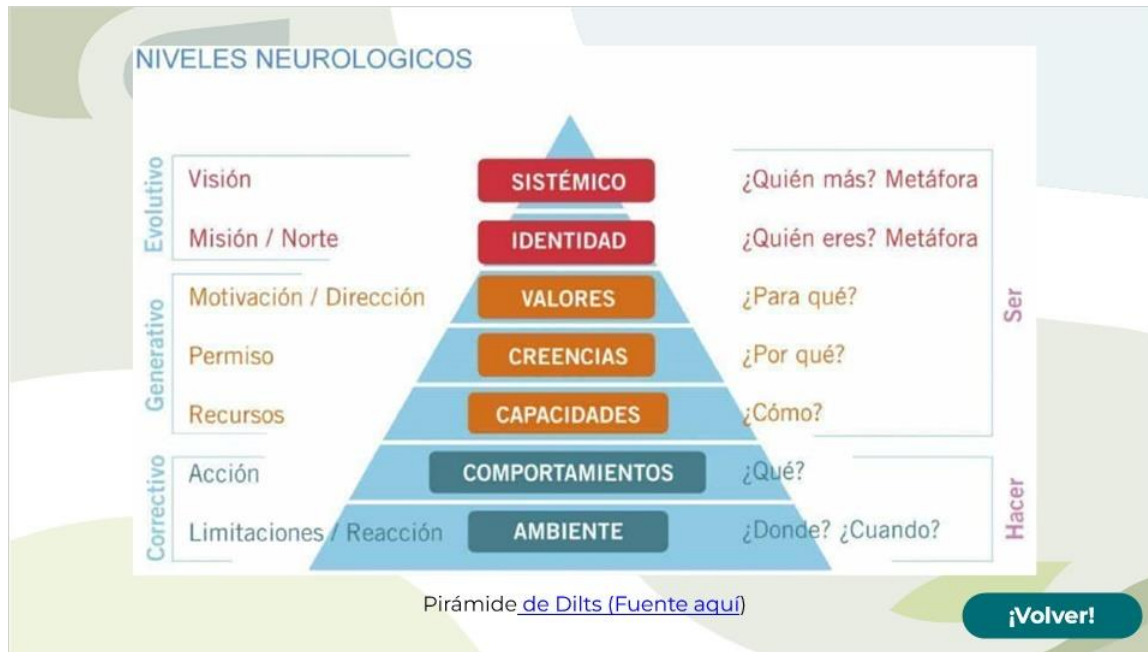 NIVELES NEUROLOGICOS
Evolutivo
Visión
SISTÉMICO
¿Quién más? Metáfora
Misión / Norte
IDENTIDAD
¿Quién eres? Metáfora
Generativo
Motivación / Dirección
VALORES
¿Para qué?
Ser
Permiso
CREENCIAS
¿Por qué?
Recursos
CAPACIDADES
¿Cómo?
Correctivo
Acción
COMPORTAMIENTOS
¿Qué?
Hacer
Limitaciones / Reacción
AMBIENTE
¿Donde? ¿Cuando?
Pirámide de Dilts (Fuente aquí)
¡Volver!